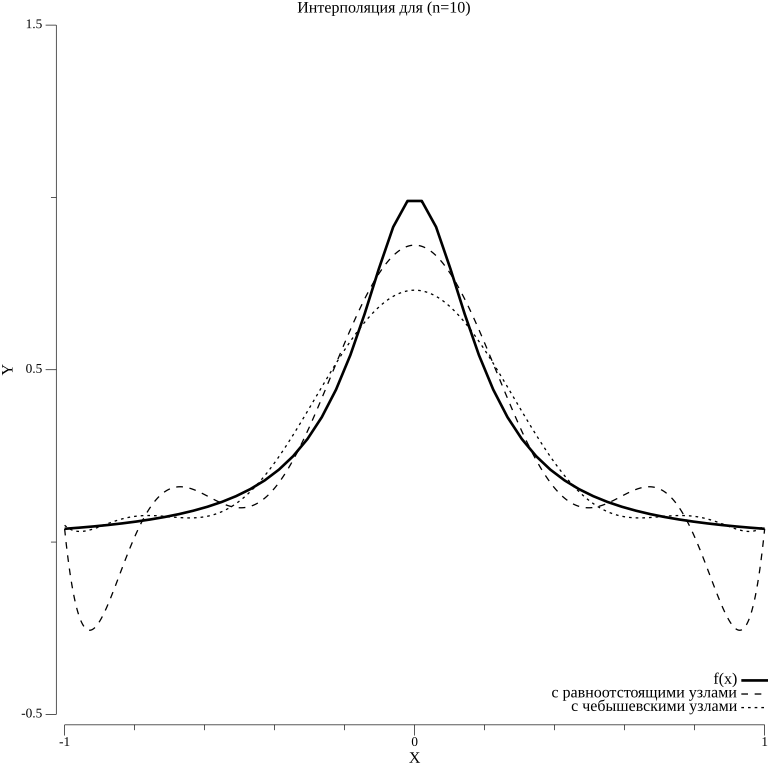 Интерполяция для (n=10)
1.5
0.5
Y
-0.5
f(x)
с равноотстоящими узлами
с чебышевскими узлами
-1 0 1
X